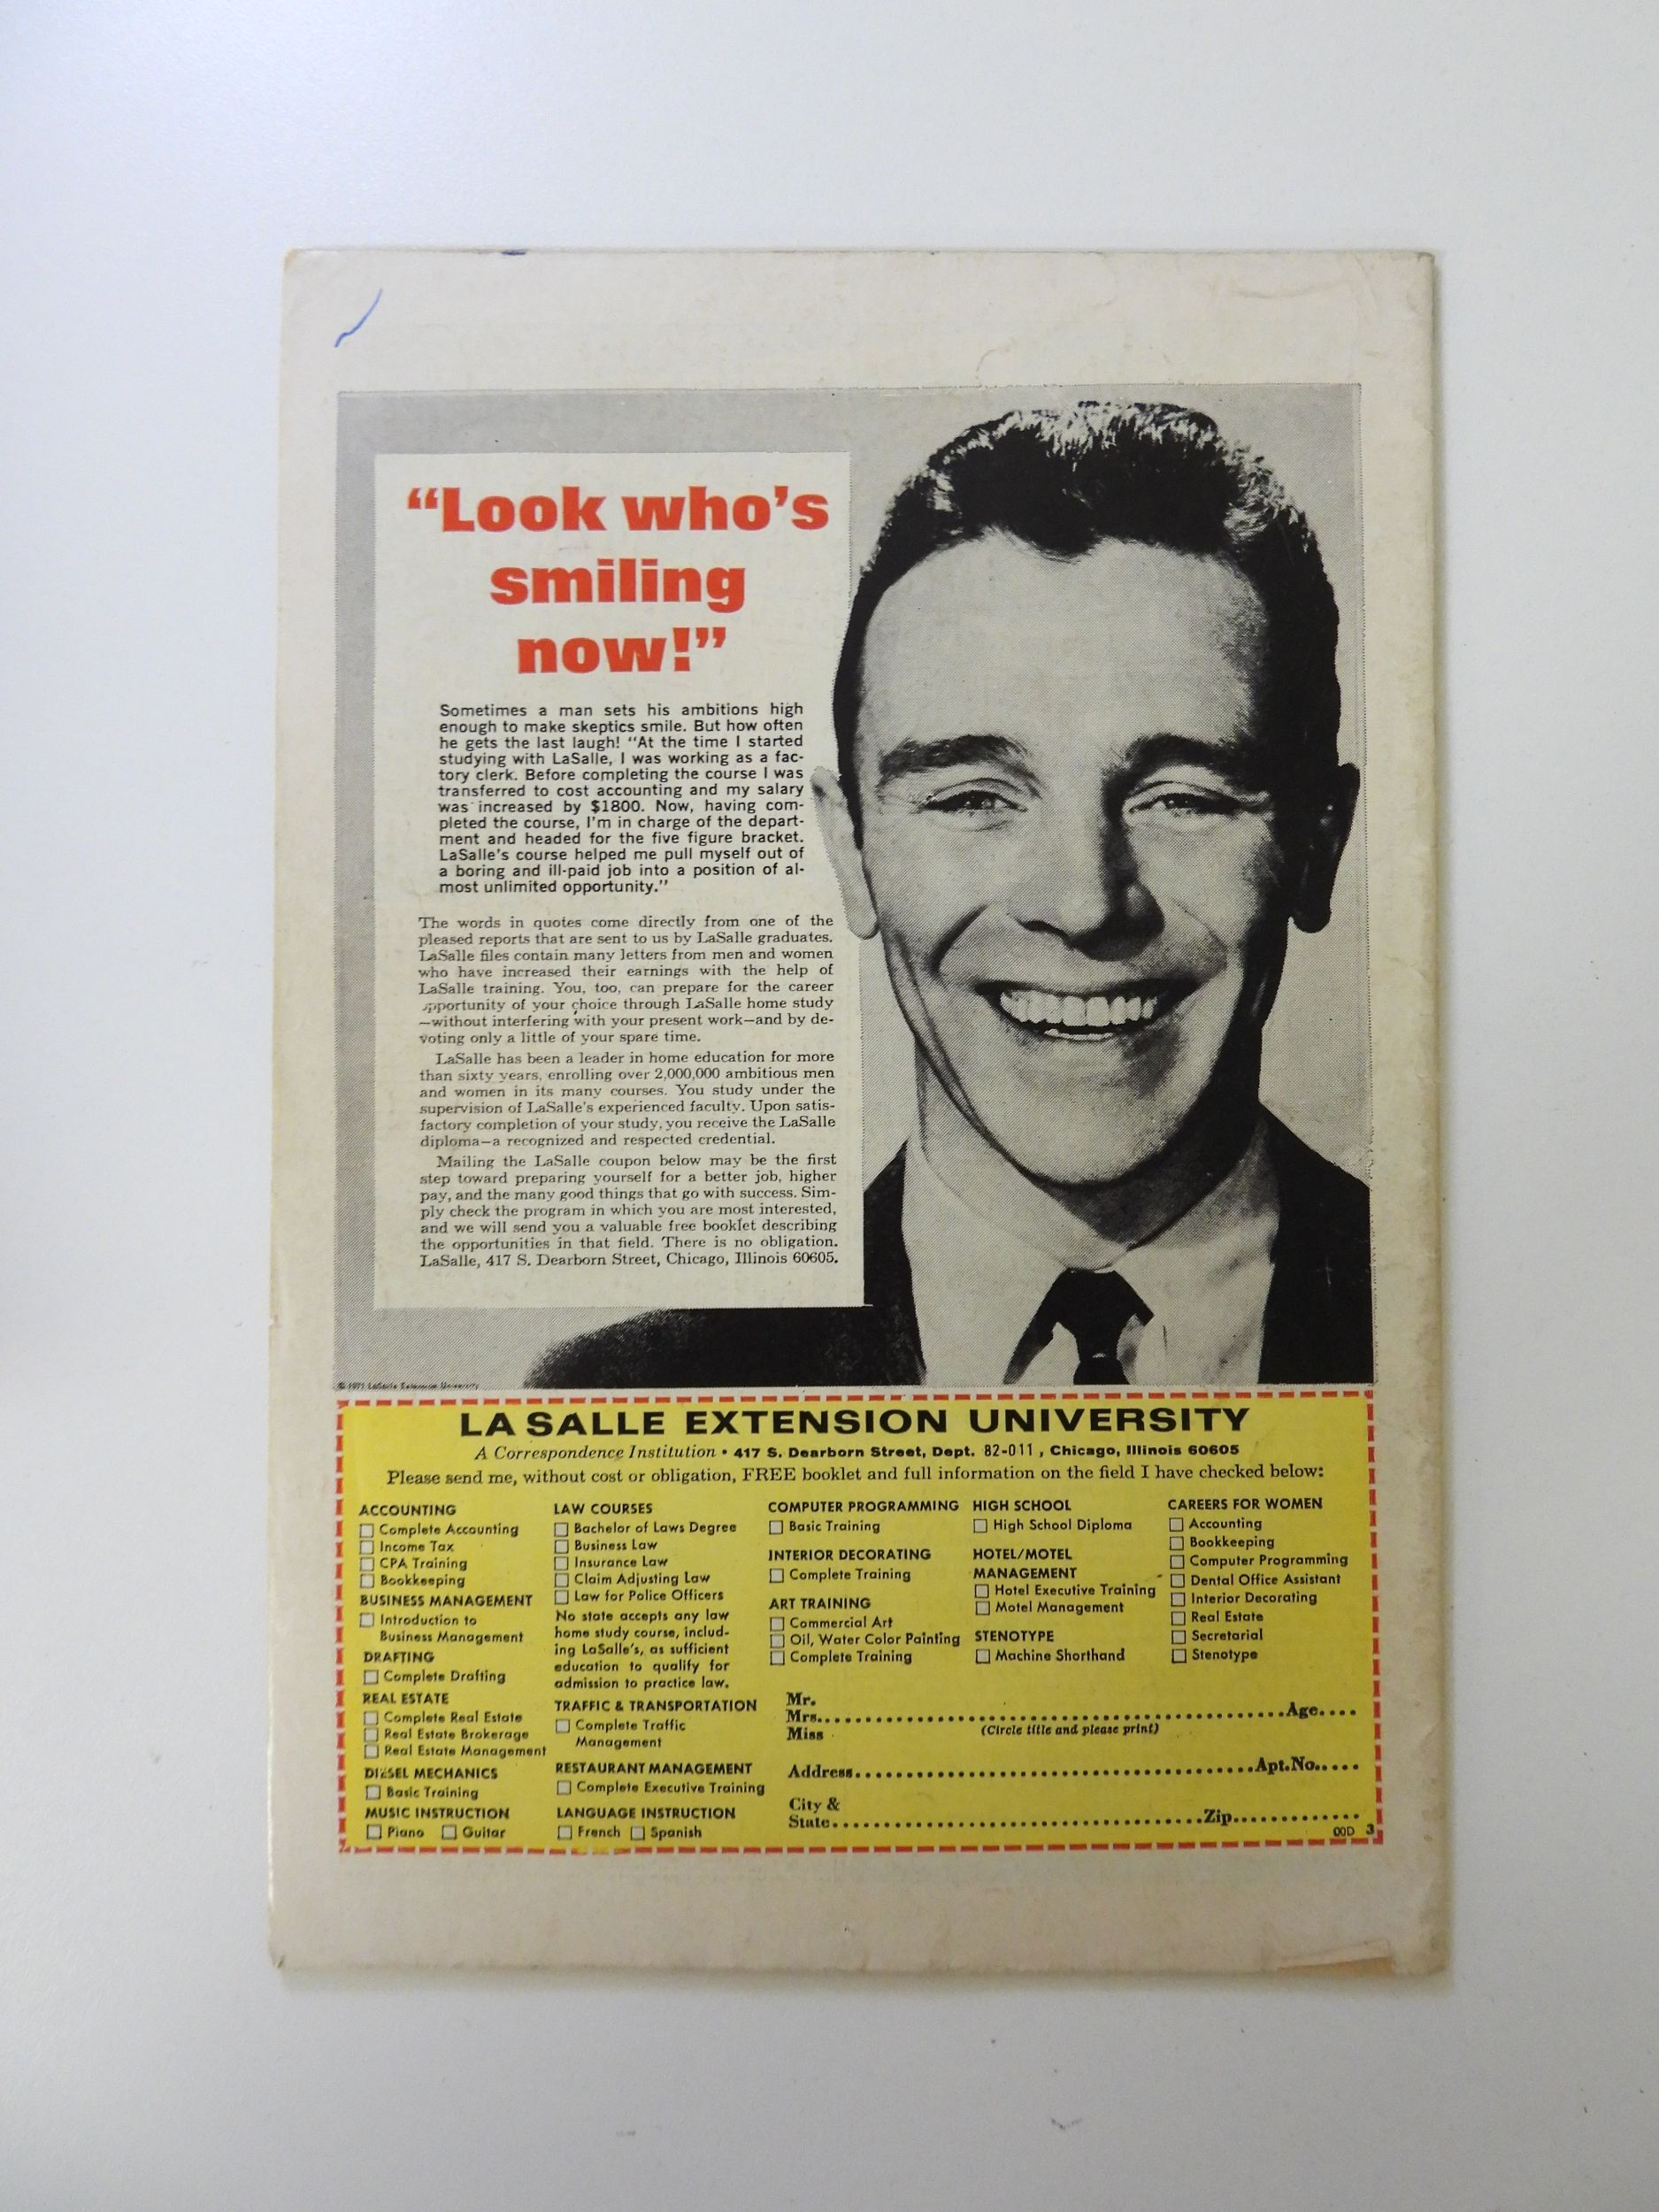 “Look who’s
smiling
now!”
Sometimes a man sets his ambitions high
enough to make skeptics smile. But how often
he gets the last laugh! “At the time I started
studying with LaSalle, I was working as a fac-
tory clerk. Before completing the course I was
transferred to cost accounting and my salary
was increased by $1800. Now, having com-
pleted the course, I’m in charge of the depart-
ment and headed for the five figure bracket.
LaSalle’s course helped me pull myself out of
a boring and ill-paid job into a position of al-
most unlimited opportunity.”
The words in quotes come directly from one of the
pleased reports that are sent to us by LaSalle graduates.
LaSalle files contain many letters from men and women
who have increased their earnings with the help of
LaSalle training. You, too, can prepare for the career
opportunity of your choice through LaSalle home study
—without interfering with your present work—and by de-
voting only a little of your spare time.
LaSalle has been a leader in home education for more
than sixty years, enrolling over 2,000,000 ambitious men
and women in its many courses. You study under the
supervision of LaSalle’s experienced faculty. Upon satis-
factory completion of your study, you receive the LaSalle
diploma—a recognized and respected credential.
Mailing the LaSalle coupon below may be the first
step toward preparing yourself for a better job, higher
pay, and the many good things that go with success. Sim-
ply check the program in which you are most interested,
and we will send you a valuable free booklet describing
the opportunities in that field. There is no obligation.
LaSalle, 417 S. Dearborn Street, Chicago, Illinois 60605.
© 1971 LaSalle Extension University
LA SALLE EXTENSION UNIVERSITY
A Correspondence Institution • 417 S. Dearborn Street, Dept. 82-011, Chicago, Illinois 60605
Please send me, without cost or obligation, FREE booklet and full information on the field I have checked below:
ACCOUNTING
Complete Accounting
Income Tax
CPA Training
Bookkeeping
BUSINESS MANAGEMENT
Introduction to
Business Management
DRAFTING
Complete Drafting
REAL ESTATE
Complete Real Estate
Real Estate Brokerage
Real Estate Management
DIESEL MECHANICS
Basic Training
MUSIC INSTRUCTION
Piano Guitar
LAW COURSES
Bachelor of Laws Degree
Business Law
Insurance Law
Claim Adjusting Law
Law for Police Officers
No state accepts any law
home study course, includ-
ing LaSalle’s, as sufficient
education to qualify for
admission to practice law.
TRAFFIC & TRANSPORTATION
Complete Traffic
Management
RESTAURANT MANAGEMENT
Complete Executive Training
LANGUAGE INSTRUCTION
French Spanish
COMPUTER PROGRAMMING
Basic Training
INTERIOR DECORATING
Complete Training
ART TRAINING
Commercial Art
Oil, Water Color Painting
Complete Training
HIGH SCHOOL
High School Diploma
HOTEL/MOTEL
MANAGEMENT
Hotel Executive Training
Motel Management
STENOTYPE
Machine Shorthand
CAREERS FOR WOMEN
Accounting
Bookkeeping
Computer Programming
Dental Office Assistant
Interior Decorating
Real Estate
Secretarial
Stenotype
Mr.
Mrs. Age
Miss (Circle title and please print)
Address Apt.No.
City &
State Zip
00D 3